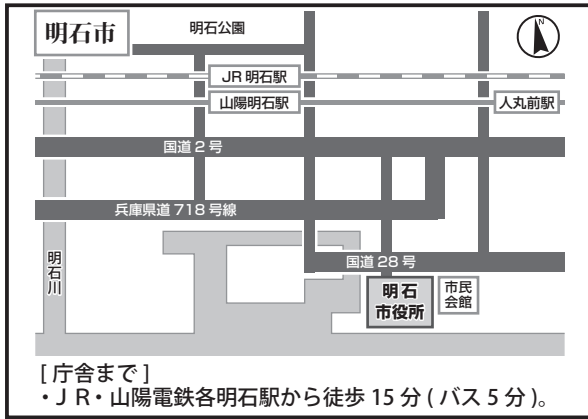 明石市
明石公園
N
JR 明石駅
山陽明石駅
人丸前駅
国道 2 号
兵庫県道 718 号線
明石川
国道 28 号
明石
市役所
市民
会館
[ 庁舎まで ]
・J R・山陽電鉄各明石駅から徒歩 15 分 ( バス 5 分 )。